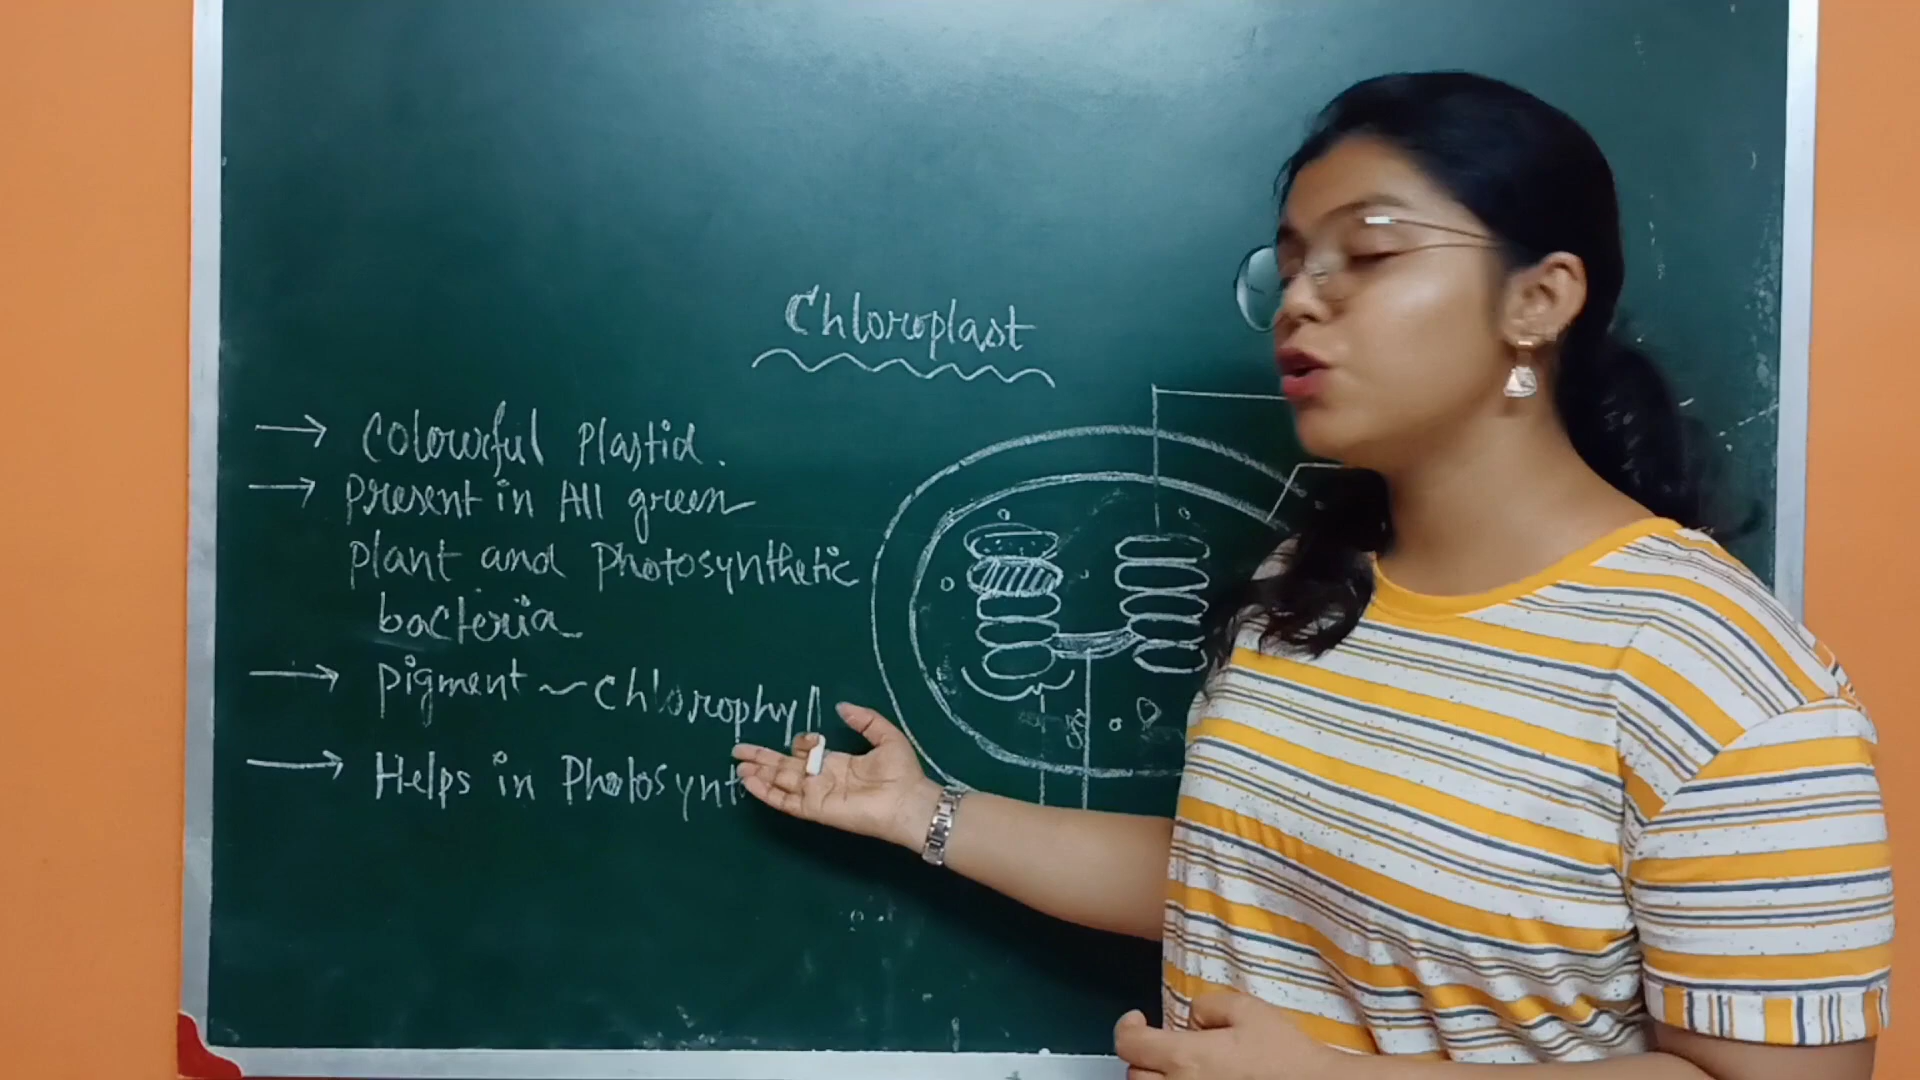 Chloroplast
→ Colourful Plastid.
→ Present in All green
plant and Photosynthetic
bacteria
→ Pigment ~ Chlorophyll
→ Helps in Photosynt